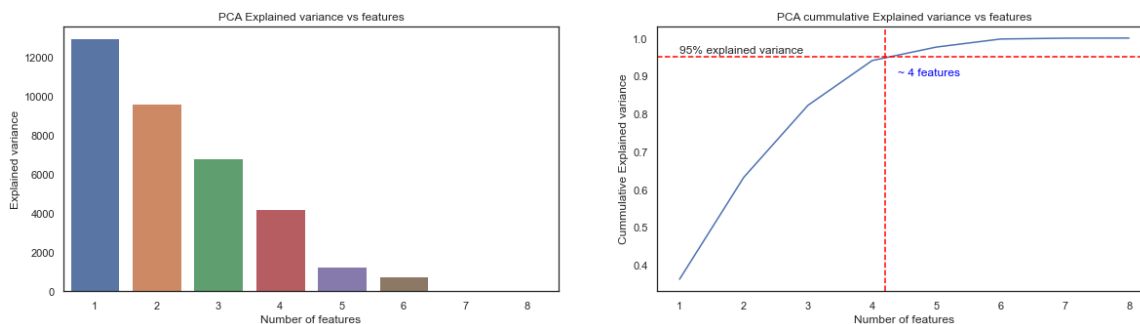 PCA Explained variance vs features
Explained variance
12000
10000
8000
6000
4000
2000
0
1 2 3 4 5 6 7 8
Number of features
PCA cummulative Explained variance vs features
Cummulative Explained variance
1.0
0.9
0.8
0.7
0.6
0.5
0.4
95% explained variance
~ 4 features
1 2 3 4 5 6 7 8
Number of features